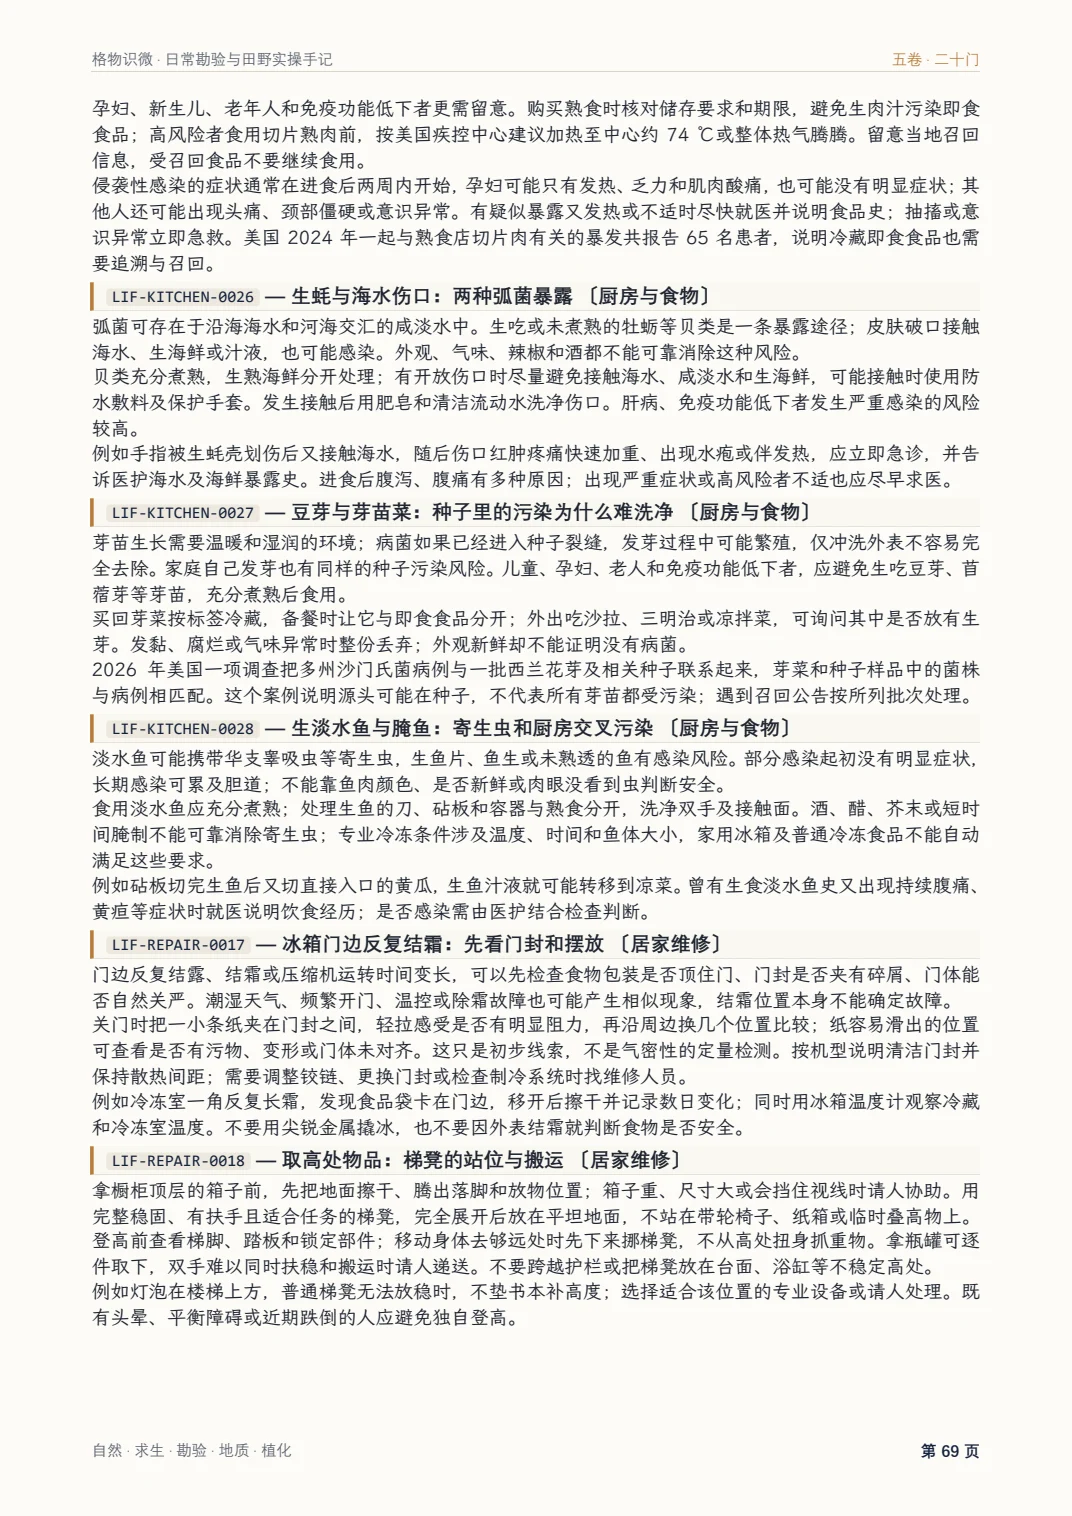 格物识微 · 日常勘验与田野实操手记
五卷 · 二十门
孕妇、新生儿、老年人和免疫功能低下者更需留意。购买熟食时核对储存要求和期限，避免生肉汁污染即食
食品；高风险者食用切片熟肉前，按美国疾控中心建议加热至中心约 74 ℃或整体热气腾腾。留意当地召回
信息，受召回食品不要继续食用。
侵袭性感染的症状通常在进食后两周内开始，孕妇可能只有发热、乏力和肌肉酸痛，也可能没有明显症状；其
他人还可能出现头痛、颈部僵硬或意识异常。有疑似暴露又发热或不适时尽快就医并说明食品史；抽搐或意
识异常立即急救。美国 2024 年一起与熟食店切片肉有关的暴发共报告 65 名患者，说明冷藏即食食品也需
要追溯与召回。
LIF-KITCHEN-0026 — 生蚝与海水伤口：两种弧菌暴露 〔厨房与食物〕
弧菌可存在于沿海海水和河海交汇的咸淡水中。生吃或未煮熟的牡蛎等贝类是一条暴露途径；皮肤破口接触
海水、生海鲜或汁液，也可能感染。外观、气味、辣椒和酒都不能可靠消除这种风险。
贝类充分煮熟，生熟海鲜分开处理；有开放伤口时尽量避免接触海水、咸淡水和生海鲜，可能接触时使用防
水敷料及保护手套。发生接触后用肥皂和清洁流动水洗净伤口。肝病、免疫功能低下者发生严重感染的风险
较高。
例如手指被生蚝壳划伤后又接触海水，随后伤口红肿疼痛快速加重、出现水疱或伴发热，应立即急诊，并告
诉医护海水及海鲜暴露史。进食后腹泻、腹痛有多种原因；出现严重症状或高风险者不适也应尽早求医。
LIF-KITCHEN-0027 — 豆芽与芽苗菜：种子里的污染为什么难洗净 〔厨房与食物〕
芽苗生长需要温暖和湿润的环境；病菌如果已经进入种子裂缝，发芽过程中可能繁殖，仅冲洗外表不容易完
全去除。家庭自己发芽也有同样的种子污染风险。儿童、孕妇、老人和免疫功能低下者，应避免生吃豆芽、苜
蓿芽等芽苗，充分煮熟后食用。
买回芽菜按标签冷藏，备餐时让它与即食食品分开；外出吃沙拉、三明治或凉拌菜，可询问其中是否放有生
芽。发黏、腐烂或气味异常时整份丢弃；外观新鲜却不能证明没有病菌。
2026 年美国一项调查把多州沙门氏菌病例与一批西兰花芽及相关种子联系起来，芽菜和种子样品中的菌株
与病例相匹配。这个案例说明源头可能在种子，不代表所有芽苗都受污染；遇到召回公告按所列批次处理。
LIF-KITCHEN-0028 — 生淡水鱼与腌鱼：寄生虫和厨房交叉污染 〔厨房与食物〕
淡水鱼可能携带华支睾吸虫等寄生虫，生鱼片、鱼生或未熟透的鱼有感染风险。部分感染起初没有明显症状，
长期感染可累及胆道；不能靠鱼肉颜色、是否新鲜或肉眼没看到虫判断安全。
食用淡水鱼应充分煮熟；处理生鱼的刀、砧板和容器与熟食分开，洗净双手及接触面。酒、醋、芥末或短时
间腌制不能可靠消除寄生虫；专业冷冻条件涉及温度、时间和鱼体大小，家用冰箱及普通冷冻食品不能自动
满足这些要求。
例如砧板切完生鱼后又切直接入口的黄瓜，生鱼汁液就可能转移到凉菜。曾有生食淡水鱼史又出现持续腹痛、
黄疸等症状时就医说明饮食经历；是否感染需由医护结合检查判断。
LIF-REPAIR-0017 — 冰箱门边反复结霜：先看门封和摆放 〔居家维修〕
门边反复结露、结霜或压缩机运转时间变长，可以先检查食物包装是否顶住门、门封是否夹有碎屑、门体能
否自然关严。潮湿天气、频繁开门、温控或除霜故障也可能产生相似现象，结霜位置本身不能确定故障。
关门时把一小条纸夹在门封之间，轻拉感受是否有明显阻力，再沿周边换几个位置比较；纸容易滑出的位置
可查看是否有污物、变形或门体未对齐。这只是初步线索，不是气密性的定量检测。按机型说明清洁门封并
保持散热间距；需要调整铰链、更换门封或检查制冷系统时找维修人员。
例如冷冻室一角反复长霜，发现食品袋卡在门边，移开后擦干并记录数日变化；同时用冰箱温度计观察冷藏
和冷冻室温度。不要用尖锐金属撬冰，也不要因外表结霜就判断食物是否安全。
LIF-REPAIR-0018 — 取高处物品：梯凳的站位与搬运 〔居家维修〕
拿橱柜顶层的箱子前，先把地面擦干、腾出落脚和放物位置；箱子重、尺寸大或会挡住视线时请人协助。用
完整稳固、有扶手且适合任务的梯凳，完全展开后放在平坦地面，不站在带轮椅子、纸箱或临时叠高物上。
登高前查看梯脚、踏板和锁定部件；移动身体去够远处时先下来挪梯凳，不从高处扭身抓重物。拿瓶罐可逐
件取下，双手难以同时扶稳和搬运时请人递送。不要跨越护栏或把梯凳放在台面、浴缸等不稳定高处。
例如灯泡在楼梯上方，普通梯凳无法放稳时，不垫书本补高度；选择适合该位置的专业设备或请人处理。既
有头晕、平衡障碍或近期跌倒的人应避免独自登高。
自然 · 求生 · 勘验 · 地质 · 植化
第 69 页